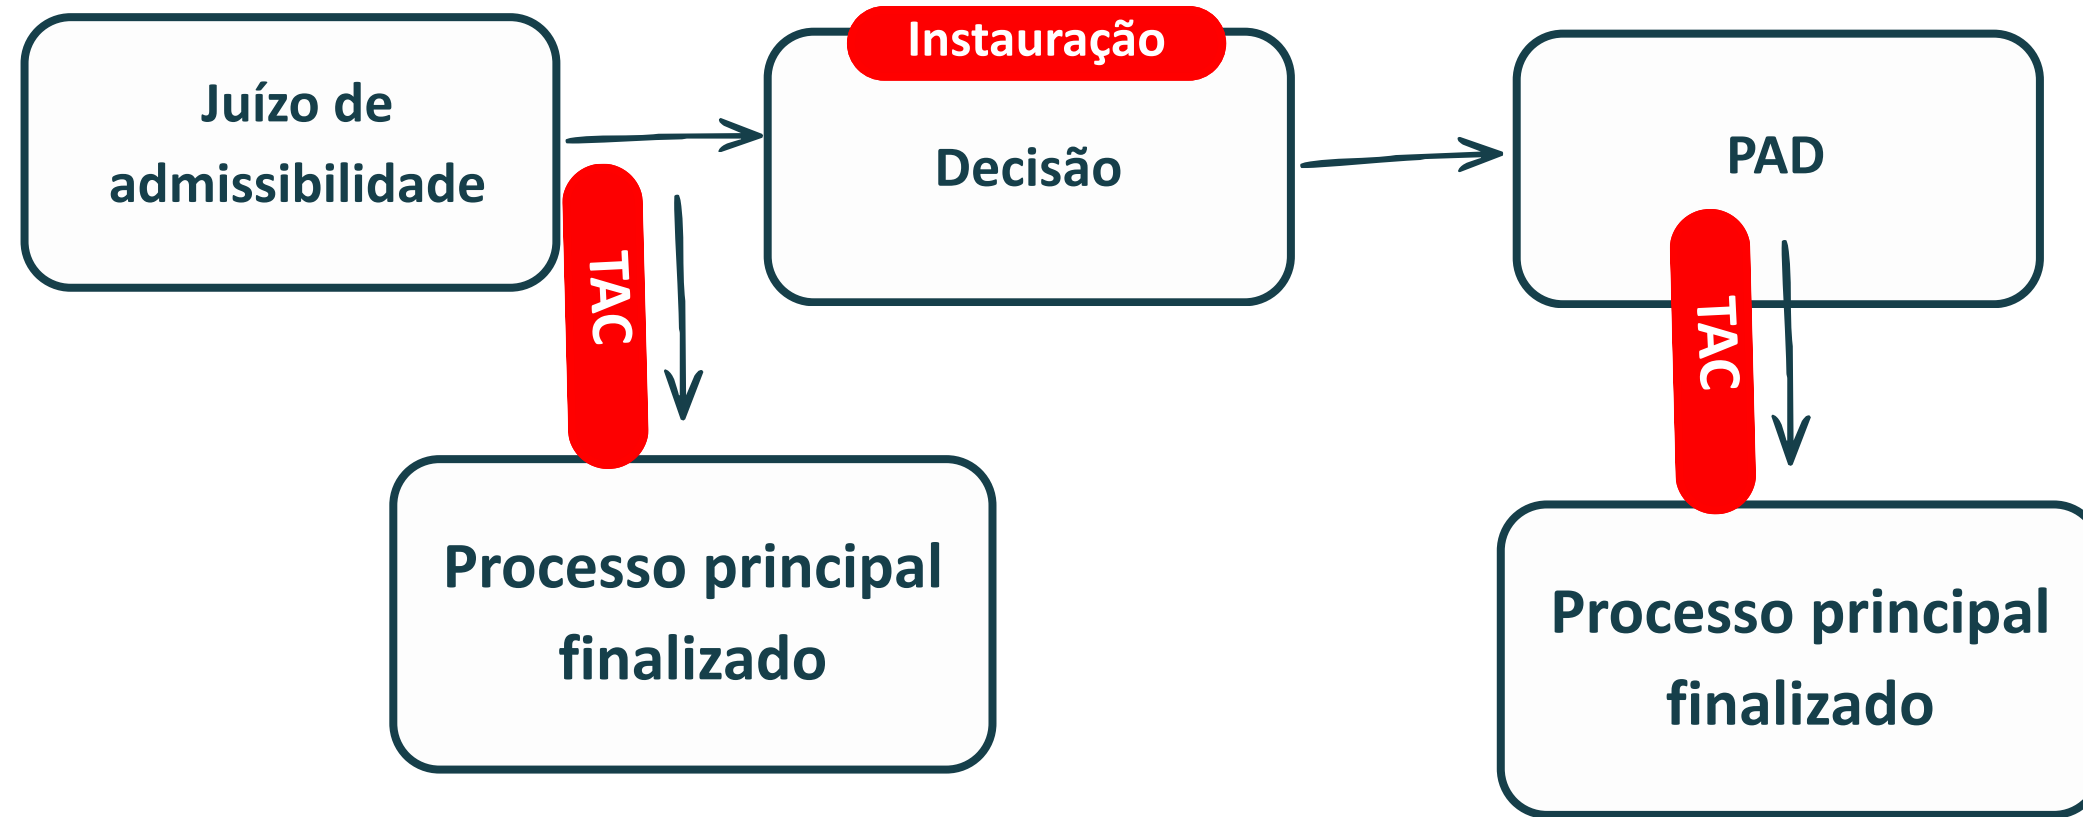 Juízo de
admissibilidade
Instauração
Decisão
PAD
TAC
TAC
Processo principal
finalizado
Processo principal
finalizado